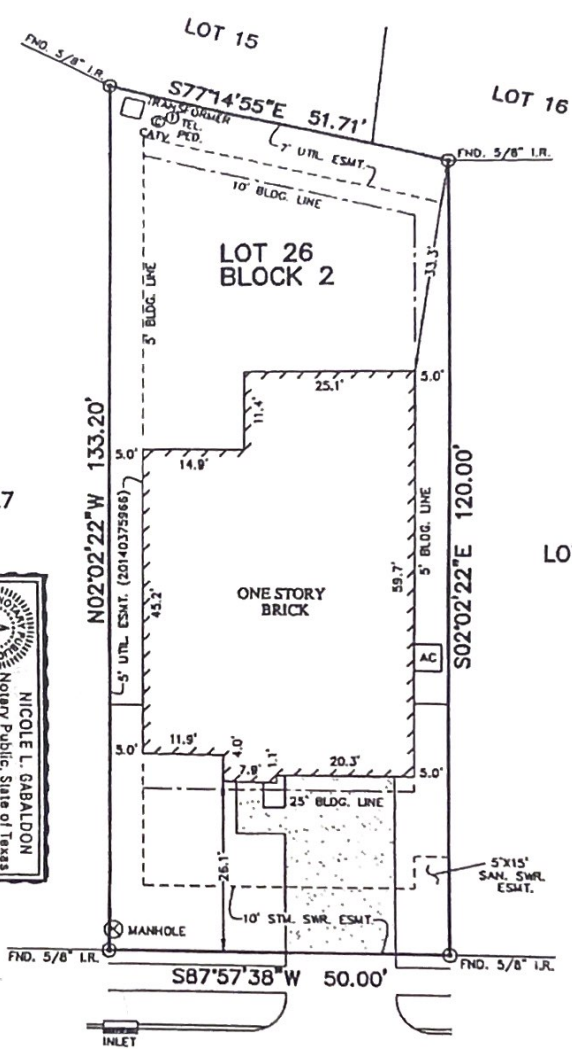 LOT 15
FND. 5/8" I.R.
S77°14'55"E 51.71'
LOT 16
TRANSFORMER
TEL.
CATV. PED.
7' UTIL. ESMT.
FND. 5/8" I.R.
10' BLDG. LINE
LOT 26
BLOCK 2
33.3'
5' BLDG. LINE
25.1'
5.0'
11.4'
5.0'
14.9'
N02°02'22"W 133.20'
5' UTIL. ESMT. (20140375966)
45.2'
ONE STORY
BRICK
59.7'
5' BLDG. LINE
S02°02'22"E 120.00'
7
LO
AC
NOTARY PUBLIC
NICOLE L. GABALDON
Notary Public, State of Texas
5.0'
11.9'
4.0'
7.9'
1.1'
20.3'
5.0'
25' BLDG. LINE
26.1'
5'X15'
SAN. SWR.
ESMT.
10' STM. SWR. ESMT.
MANHOLE
FND. 5/8" I.R.
S87°57'38"W 50.00'
FND. 5/8" I.R.
INLET